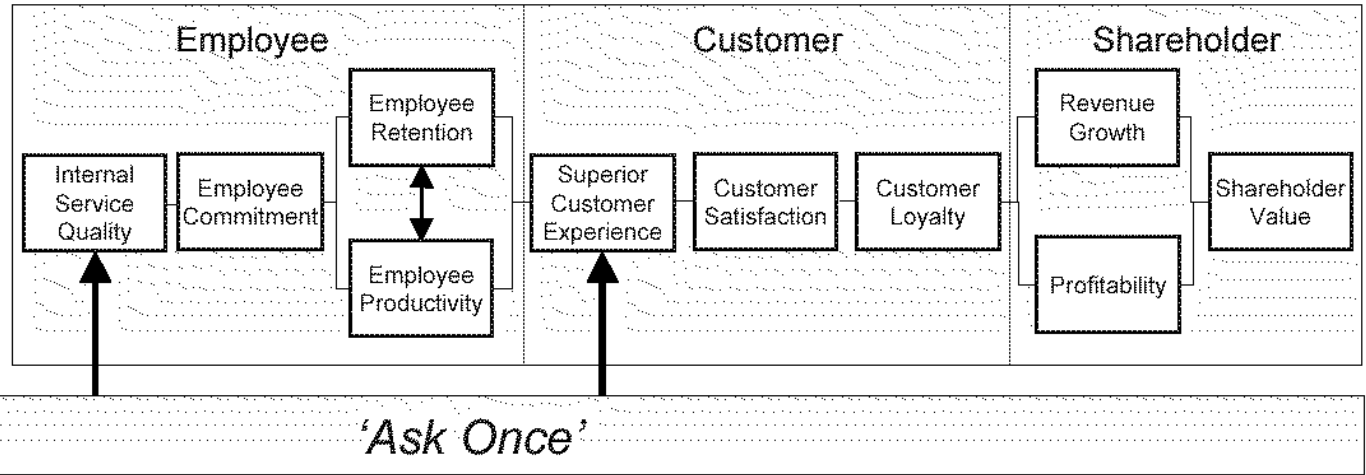 Employee
Customer
Shareholder
Employee
Retention
Revenue
Growth
Internal
Service
Quality
Employee
Commitment
Superior
Customer
Experience
Customer
Satisfaction
Customer
Loyalty
Shareholder
Value
Employee
Productivity
Profitability
‘Ask Once’